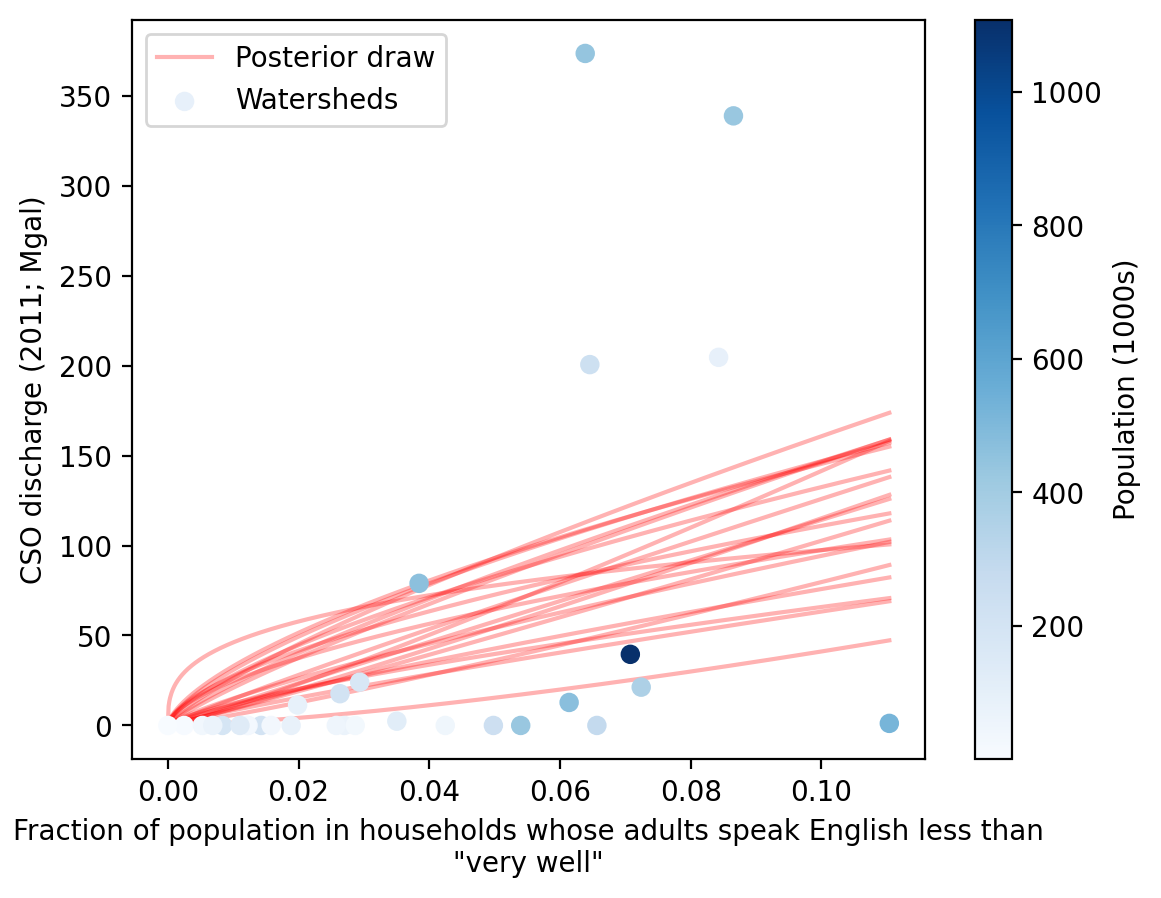 Posterior draw
Watersheds
CSO discharge (2011; Mgal)
350
300
250
200
150
100
50
0
0.00 0.02 0.04 0.06 0.08 0.10
Fraction of population in households whose adults speak English less than
"very well"
1000
800
600
400
200
Population (1000s)